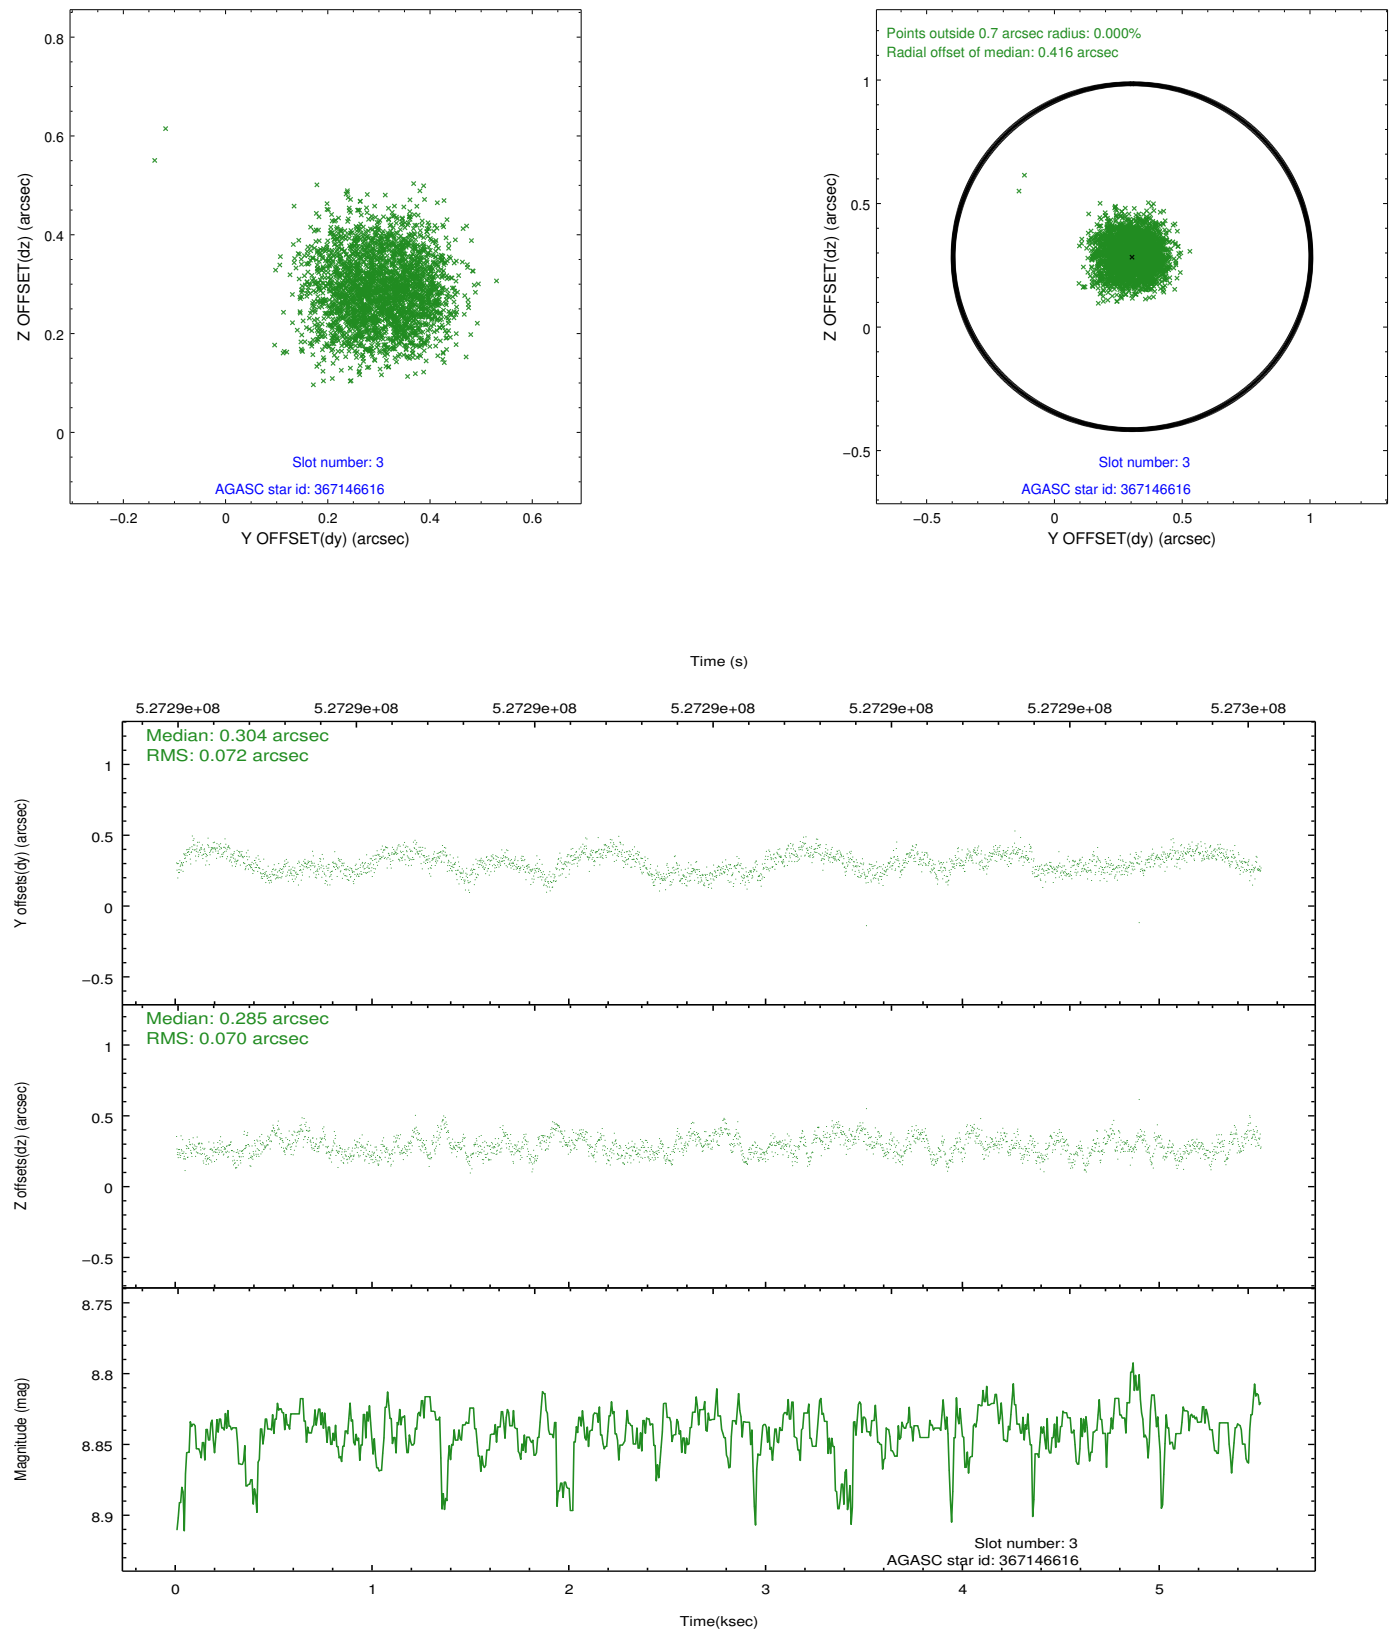 0.8
0.6
0.4
0.2
0
Z OFFSET(dz) (arcsec)
Slot number: 3
AGASC star id: 367146616
−0.2 0 0.2 0.4 0.6
Y OFFSET(dy) (arcsec)
Points outside 0.7 arcsec radius: 0.000%
Radial offset of median: 0.416 arcsec
1
0.5
0
−0.5
Z OFFSET(dz) (arcsec)
Slot number: 3
AGASC star id: 367146616
−0.5 0 0.5 1
Y OFFSET(dy) (arcsec)
Time (s)
5.2729e+08 5.2729e+08 5.2729e+08 5.2729e+08 5.2729e+08 5.2729e+08 5.273e+08
Median: 0.304 arcsec
RMS: 0.072 arcsec
1
0.5
0
−0.5
Y offsets(dy) (arcsec)
Median: 0.285 arcsec
RMS: 0.070 arcsec
1
0.5
0
−0.5
Z offsets(dz) (arcsec)
8.75
8.8
8.85
8.9
Magnitude (mag)
Slot number: 3
AGASC star id: 367146616
0 1 2 3 4 5
Time(ksec)